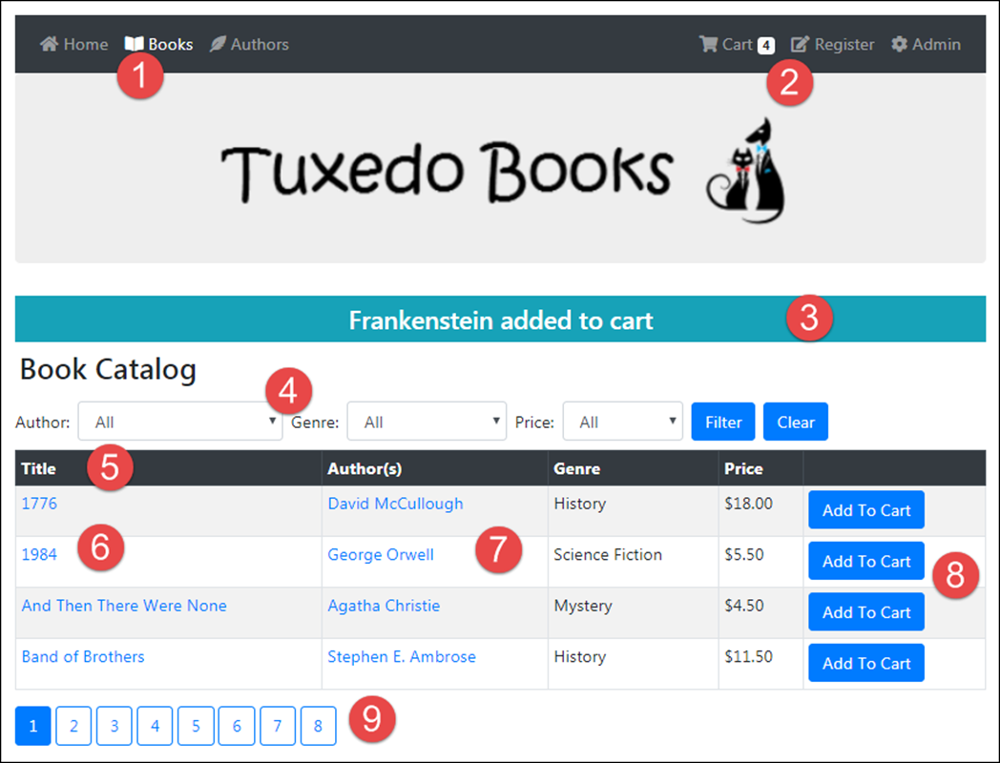 Home Books Authors Cart 4 Register Admin
1
2
Tuxedo Books
Frankenstein added to cart 3
Book Catalog
4
Author: All Genre: All Price: All Filter Clear
Title 5 Author(s) Genre Price
1776 David McCullough History $18.00 Add To Cart
1984 6 George Orwell 7 Science Fiction $5.50 Add To Cart 8
And Then There Were None Agatha Christie Mystery $4.50 Add To Cart
Band of Brothers Stephen E. Ambrose History $11.50 Add To Cart
1 2 3 4 5 6 7 8 9